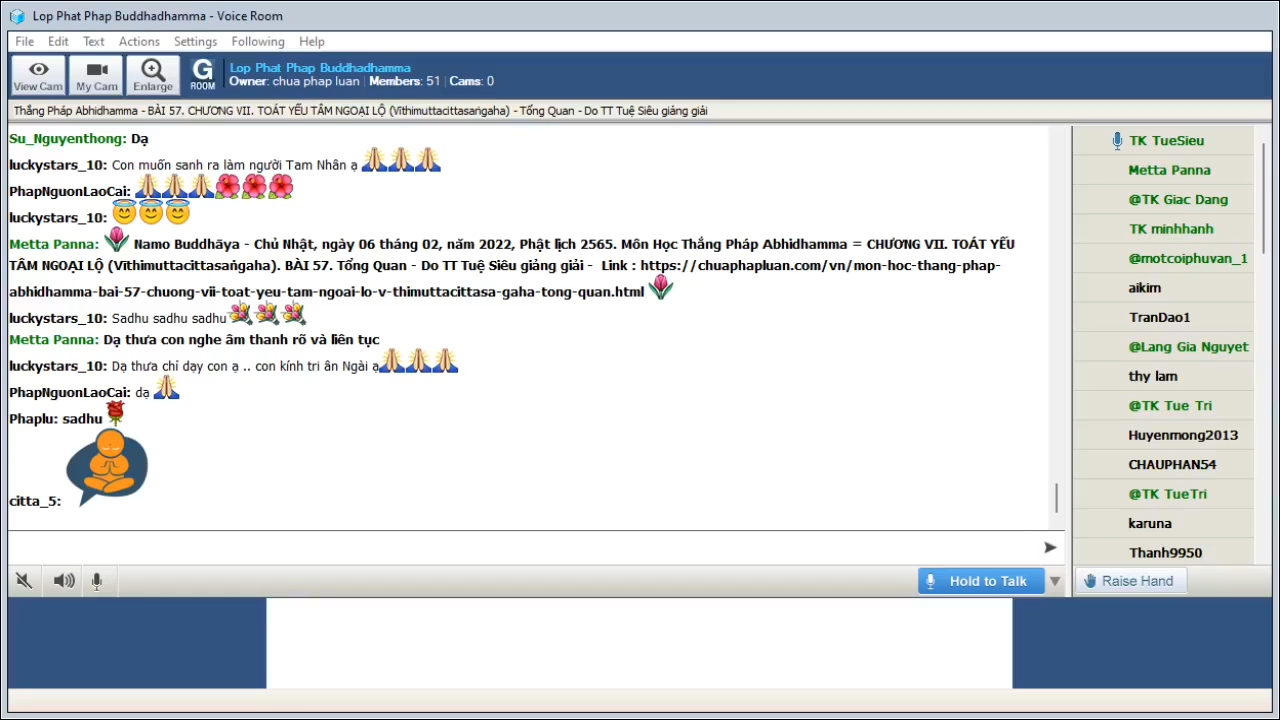 Lop Phat Phap Buddhadhamma - Voice Room
File Edit Text Actions Settings Following Help
View Cam My Cam Enlarge G ROOM
Lop Phat Phap Buddhadhamma
Owner: chua phap luan Members: 51 Cams: 0
Thắng Pháp Abhidhamma - BÀI 57. CHƯƠNG VII. TOÁT YẾU TÂM NGOẠI LỘ (Vīthimuttacittasaṅgaha) - Tổng Quan - Do TT Tuệ Siêu giảng giải
Su_Nguyenthong: Dạ
luckystars_10: Con muốn sanh ra làm người Tam Nhân ạ
PhapNguonLaoCai:
luckystars_10:
Metta Panna: Namo Buddhāya - Chủ Nhật, ngày 06 tháng 02, năm 2022, Phật lịch 2565. Môn Học Thắng Pháp Abhidhamma = CHƯƠNG VII. TOÁT YẾU
TÂM NGOẠI LỘ (Vīthimuttacittasaṅgaha). BÀI 57. Tổng Quan - Do TT Tuệ Siêu giảng giải - Link : https://chuaphapluan.com/vn/mon-hoc-thang-phap-
abhidhamma-bai-57-chuong-vii-toat-yeu-tam-ngoai-lo-v-thimuttacittasa-gaha-tong-quan.html
luckystars_10: Sadhu sadhu sadhu
Metta Panna: Dạ thưa con nghe âm thanh rõ và liên tục
luckystars_10: Dạ thưa chỉ dạy con ạ .. con kính tri ân Ngài ạ
PhapNguonLaoCai: dạ
Phaplu: sadhu
citta_5:
TK TueSieu
Metta Panna
@TK Giac Dang
TK minhhanh
@motcoiphuvan_1
aikim
TranDao1
@Lang Gia Nguyet
thy lam
@TK Tue Tri
Huyenmong2013
CHAUPHAN54
@TK TueTri
karuna
Thanh9950
Hold to Talk
Raise Hand